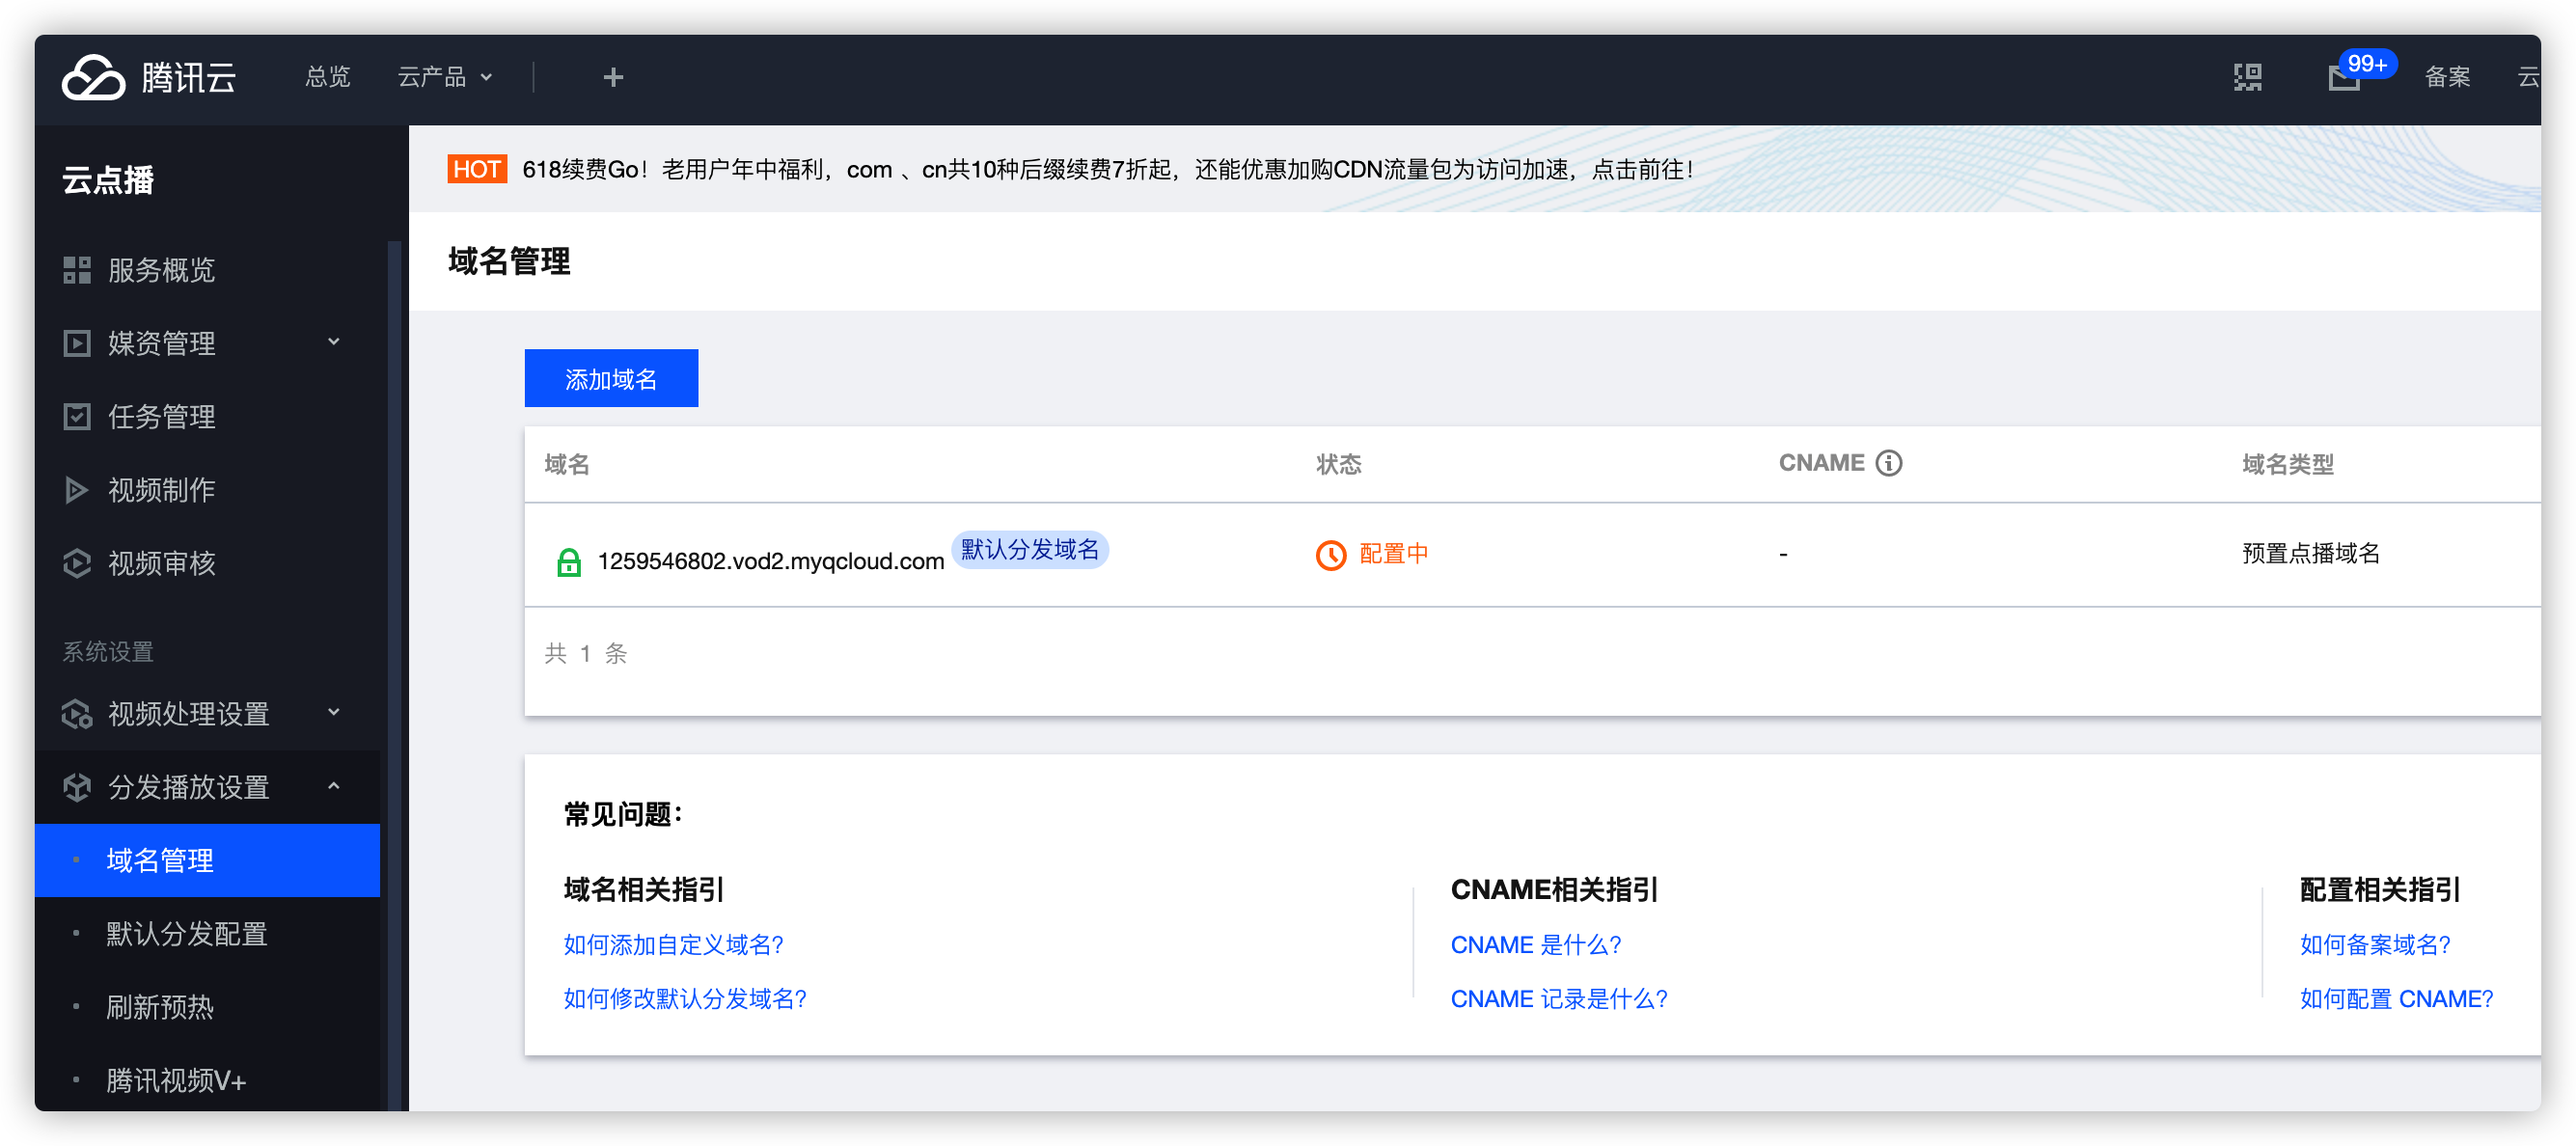 腾讯云 总览 云产品 99+ 备案 云
云点播
服务概览
媒资管理
任务管理
视频制作
视频审核
系统设置
视频处理设置
分发播放设置
域名管理
默认分发配置
刷新预热
腾讯视频V+
HOT 618续费Go！老用户年中福利，com 、cn共10种后缀续费7折起，还能优惠加购CDN流量包为访问加速，点击前往！
域名管理
添加域名
域名 状态 CNAME 域名类型
1259546802.vod2.myqcloud.com 默认分发域名 配置中 - 预置点播域名
共 1 条
常见问题：
域名相关指引
如何添加自定义域名?
如何修改默认分发域名?
CNAME相关指引
CNAME 是什么?
CNAME 记录是什么?
配置相关指引
如何备案域名?
如何配置 CNAME?